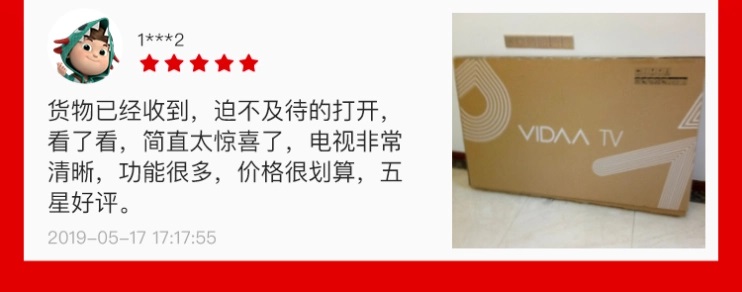 1***2
货物已经收到，迫不及待的打开，
看了看，简直太惊喜了，电视非常
清晰，功能很多，价格很划算，五
星好评。
2019-05-17 17:17:55
VIDAA TV